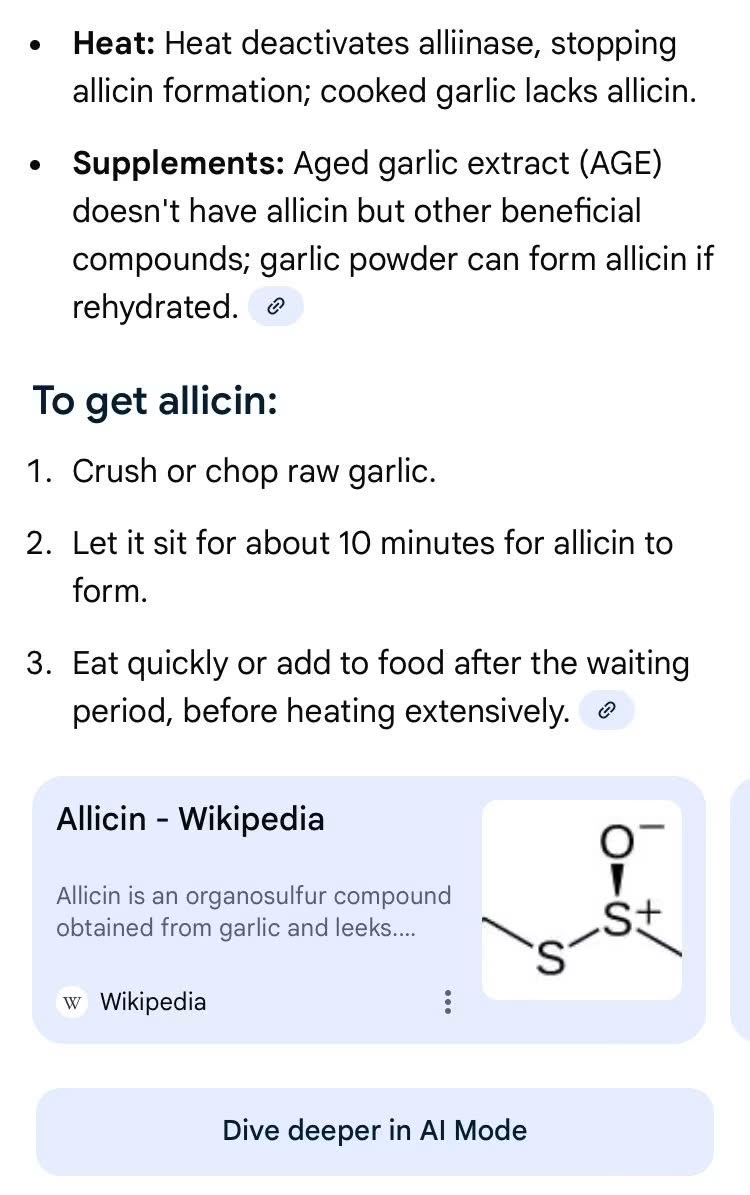 • Heat: Heat deactivates alliinase, stopping
allicin formation; cooked garlic lacks allicin.
• Supplements: Aged garlic extract (AGE)
doesn't have allicin but other beneficial
compounds; garlic powder can form allicin if
rehydrated.
To get allicin:
1. Crush or chop raw garlic.
2. Let it sit for about 10 minutes for allicin to
form.
3. Eat quickly or add to food after the waiting
period, before heating extensively.
Allicin - Wikipedia
Allicin is an organosulfur compound
obtained from garlic and leeks....
W Wikipedia
O−
S+
S
Dive deeper in AI Mode